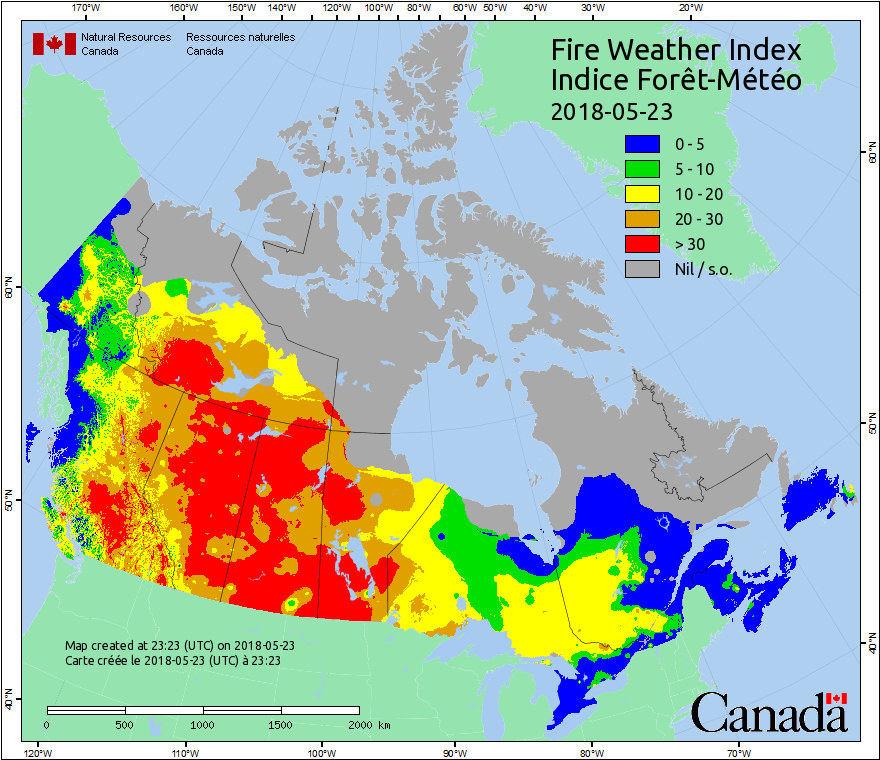 170°W 160°W 150°W 140°W 120°W 100°W 80°W 60°W 50°W 40°W 30°W 20°W
Natural Resources Ressources naturelles
Canada Canada
Fire Weather Index
Indice Forêt-Météo
2018-05-23
0 - 5
5 - 10
10 - 20
20 - 30
> 30
Nil / s.o.
60°N
60°N
50°N
50°N
40°N
40°N
Map created at 23:23 (UTC) on 2018-05-23
Carte créée le 2018-05-23 (UTC) à 23:23
0 500 1000 1500 2000 km
Canada
120°W 110°W 100°W 90°W 80°W 70°W